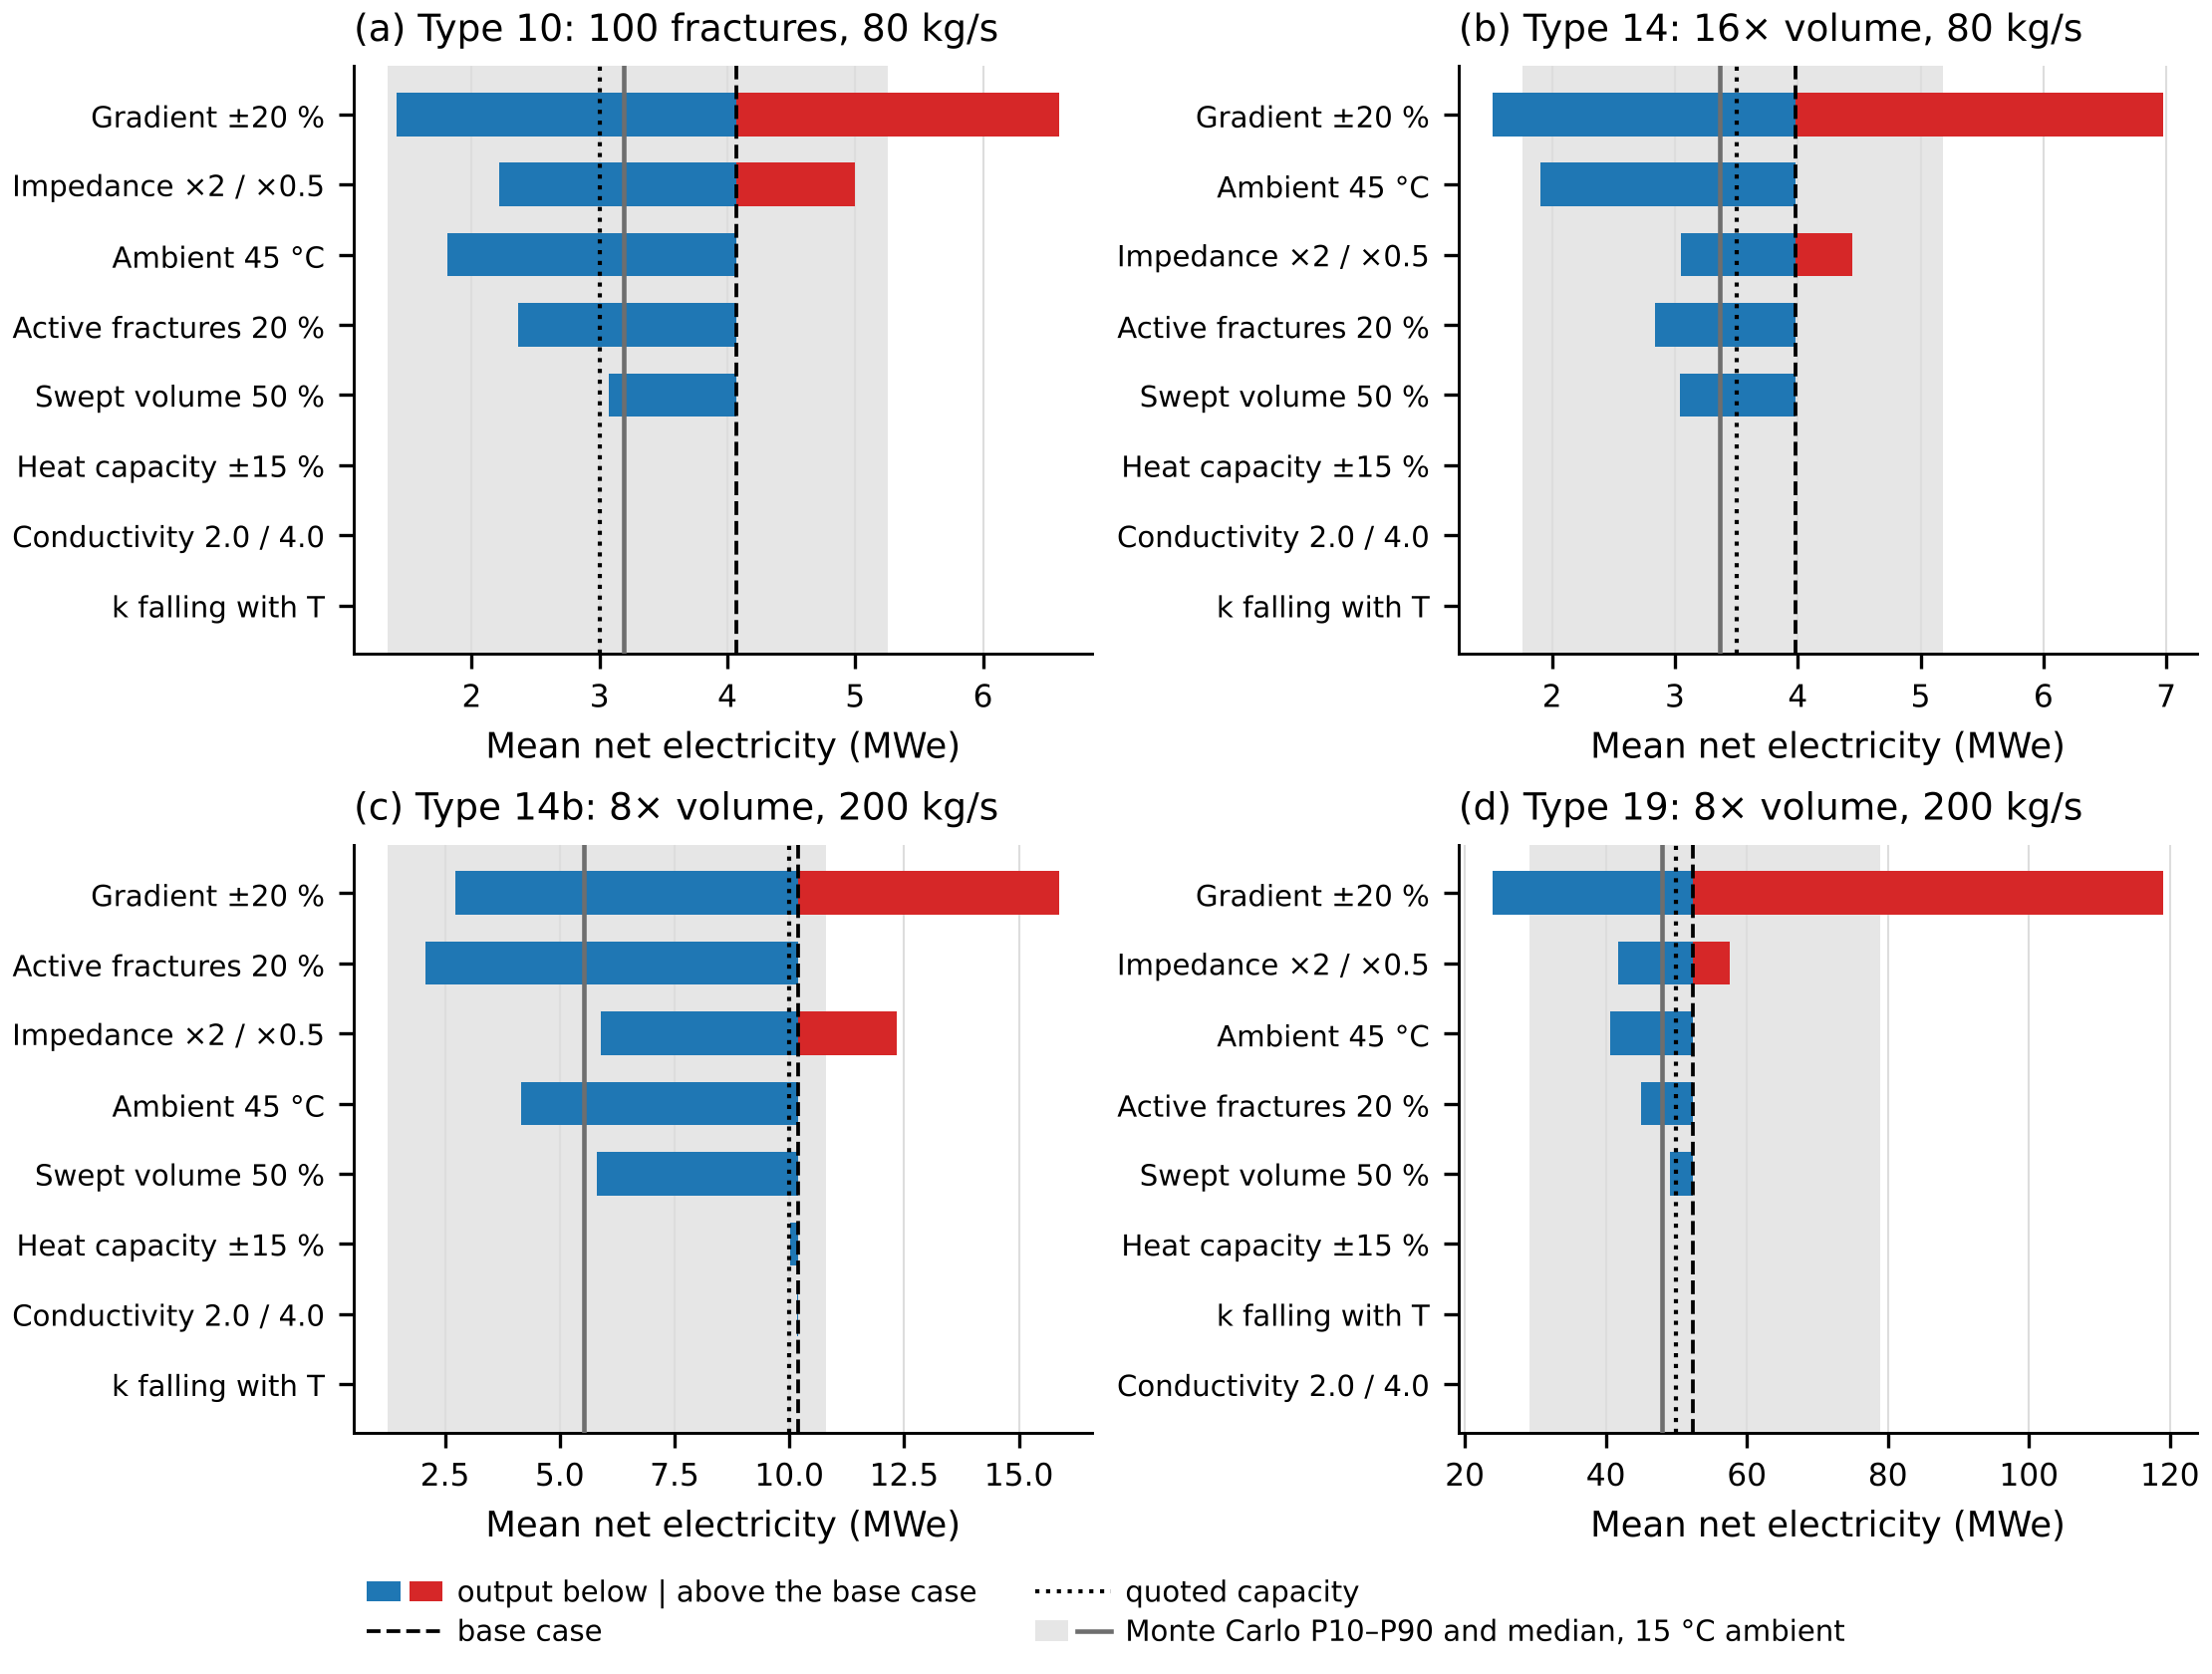 (a) Type 10: 100 fractures, 80 kg/s
Gradient ±20 %
Impedance ×2 / ×0.5
Ambient 45 °C
Active fractures 20 %
Swept volume 50 %
Heat capacity ±15 %
Conductivity 2.0 / 4.0
k falling with T
2 3 4 5 6
Mean net electricity (MWe)
(b) Type 14: 16× volume, 80 kg/s
Gradient ±20 %
Ambient 45 °C
Impedance ×2 / ×0.5
Active fractures 20 %
Swept volume 50 %
Heat capacity ±15 %
Conductivity 2.0 / 4.0
k falling with T
2 3 4 5 6 7
Mean net electricity (MWe)
(c) Type 14b: 8× volume, 200 kg/s
Gradient ±20 %
Active fractures 20 %
Impedance ×2 / ×0.5
Ambient 45 °C
Swept volume 50 %
Heat capacity ±15 %
Conductivity 2.0 / 4.0
k falling with T
2.5 5.0 7.5 10.0 12.5 15.0
Mean net electricity (MWe)
(d) Type 19: 8× volume, 200 kg/s
Gradient ±20 %
Impedance ×2 / ×0.5
Ambient 45 °C
Active fractures 20 %
Swept volume 50 %
Heat capacity ±15 %
k falling with T
Conductivity 2.0 / 4.0
20 40 60 80 100 120
Mean net electricity (MWe)
output below | above the base case
base case
quoted capacity
Monte Carlo P10–P90 and median, 15 °C ambient